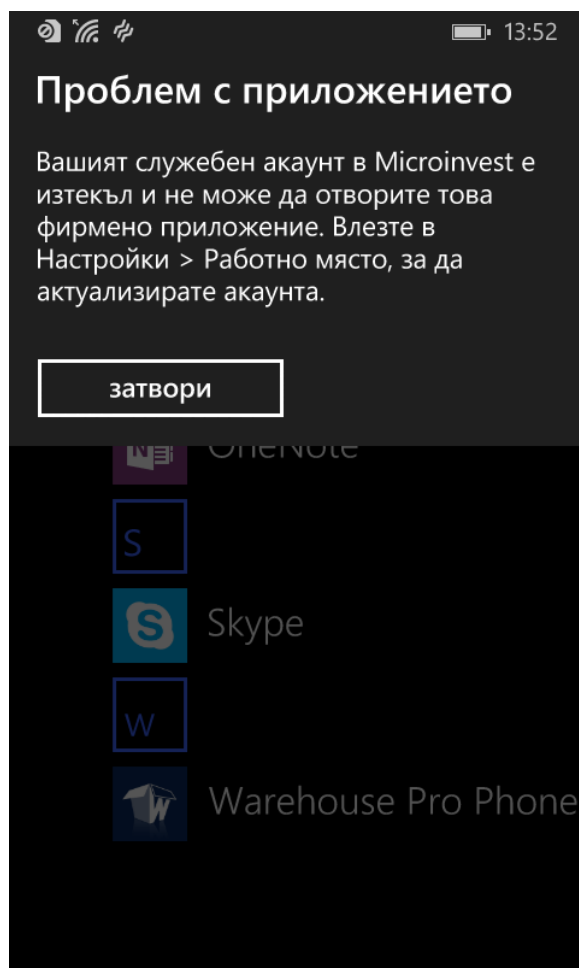 13:52
Проблем с приложението
Вашият служебен акаунт в Microinvest е
изтекъл и не може да отворите това
фирмено приложение. Влезте в
Настройки > Работно място, за да
актуализирате акаунта.
затвори
OneNote
S
Skype
w
Warehouse Pro Phone